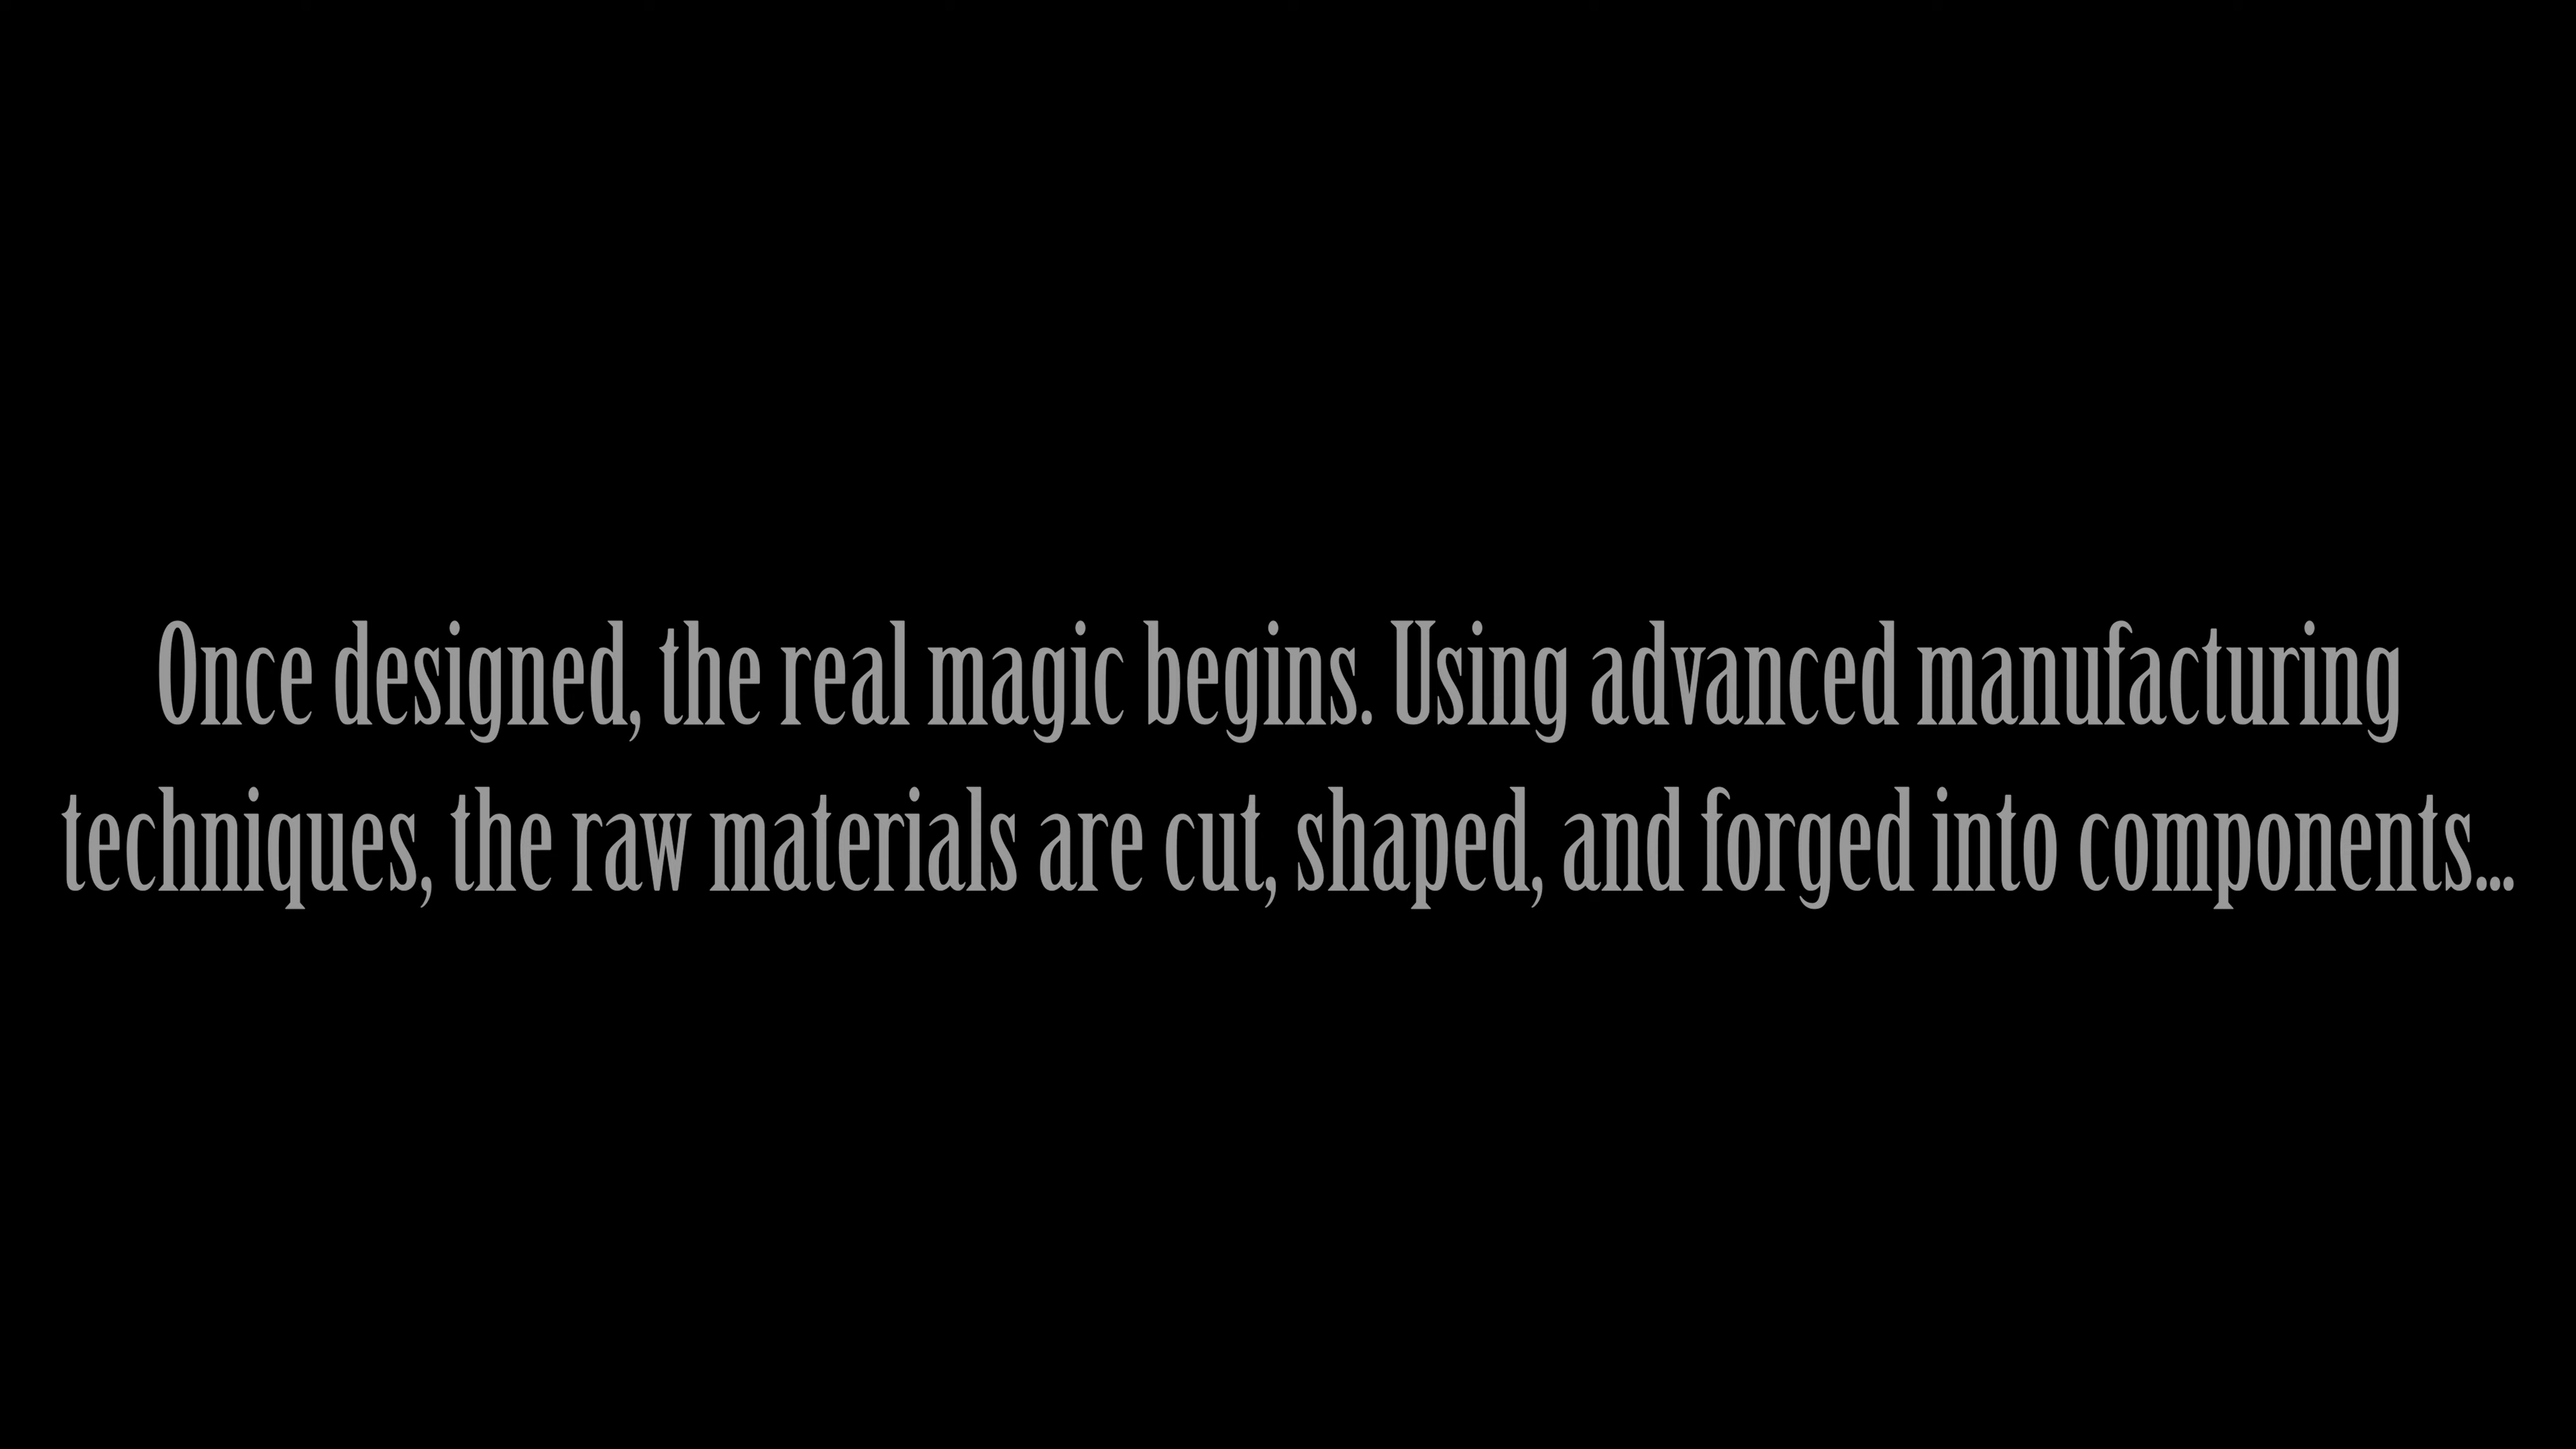 Once designed, the real magic begins. Using advanced manufacturing
techniques, the raw materials are cut, shaped, and forged into components...